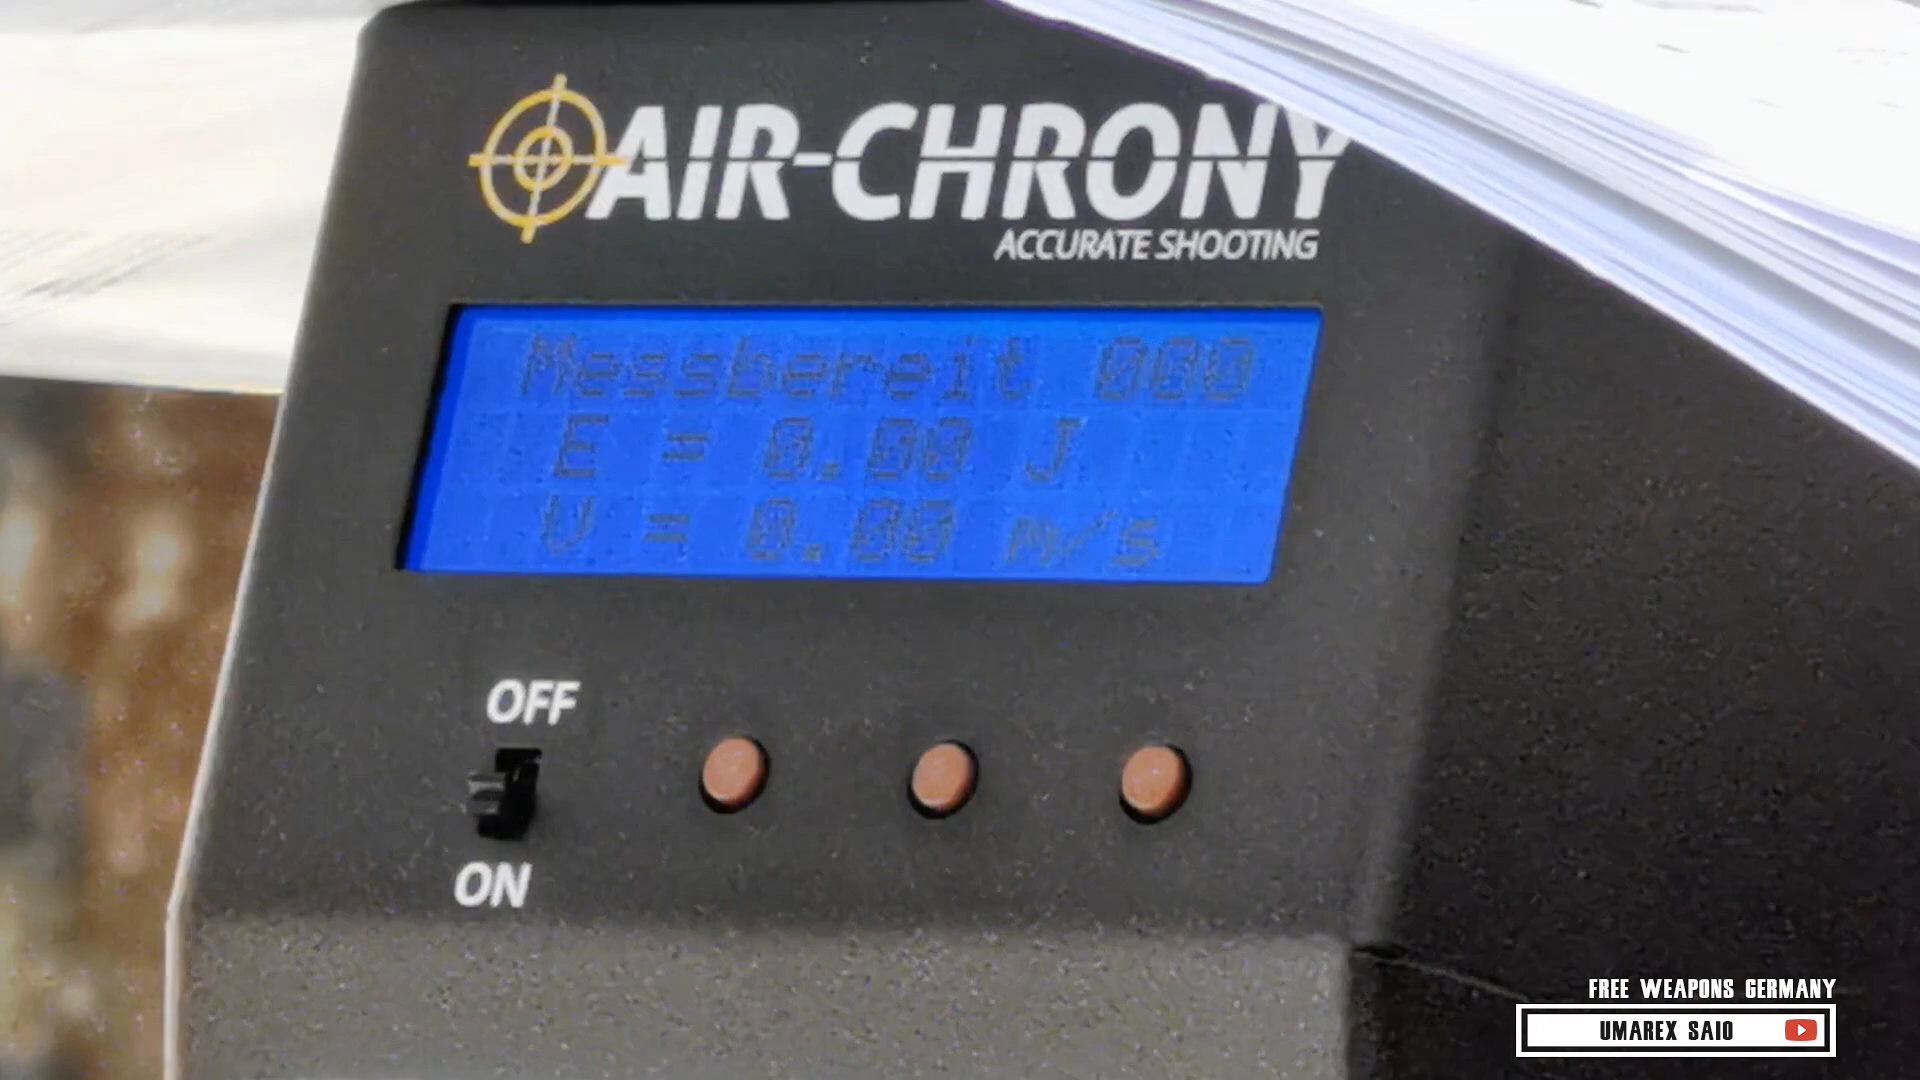 AIR-CHRONY
ACCURATE SHOOTING
Messbereit 000
E = 0.00 J
V = 0.00 m/s
OFF
ON
FREE WEAPONS GERMANY
UMAREX SAIO